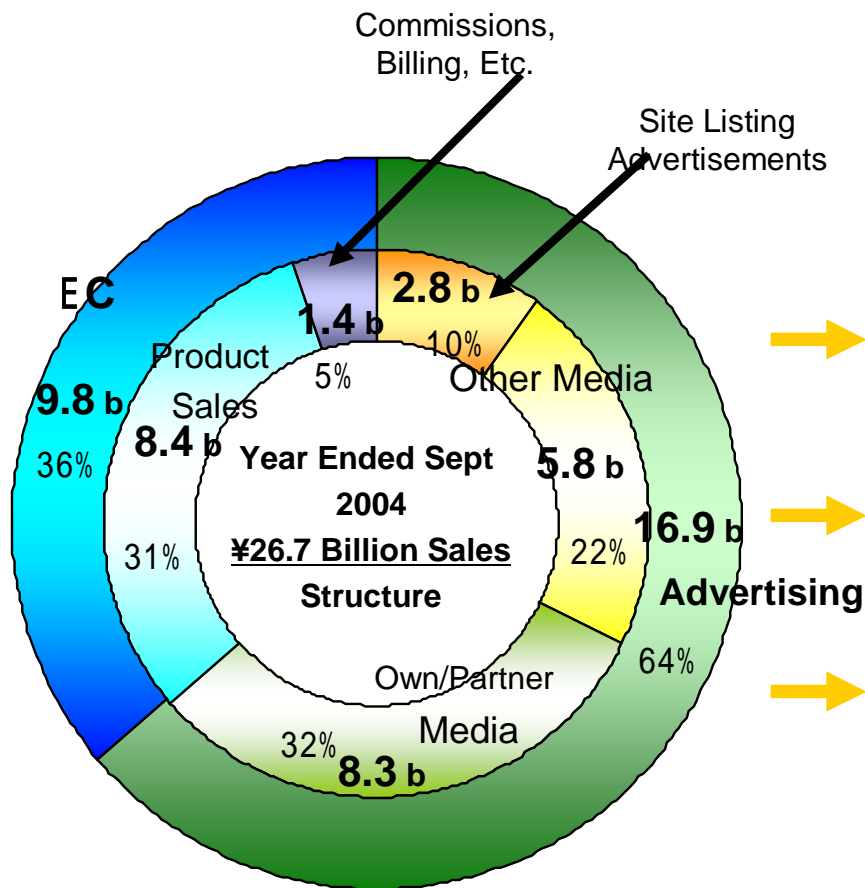 Commissions,
Billing, Etc.
Site Listing
Advertisements
EC
9.8 b
36%
1.4 b
5%
2.8 b
10%
Product
Sales
8.4 b
31%
Other Media
5.8 b
22%
16.9 b
Advertising
64%
Year Ended Sept
2004
¥26.7 Billion Sales
Structure
Own/Partner
Media
32%
8.3 b